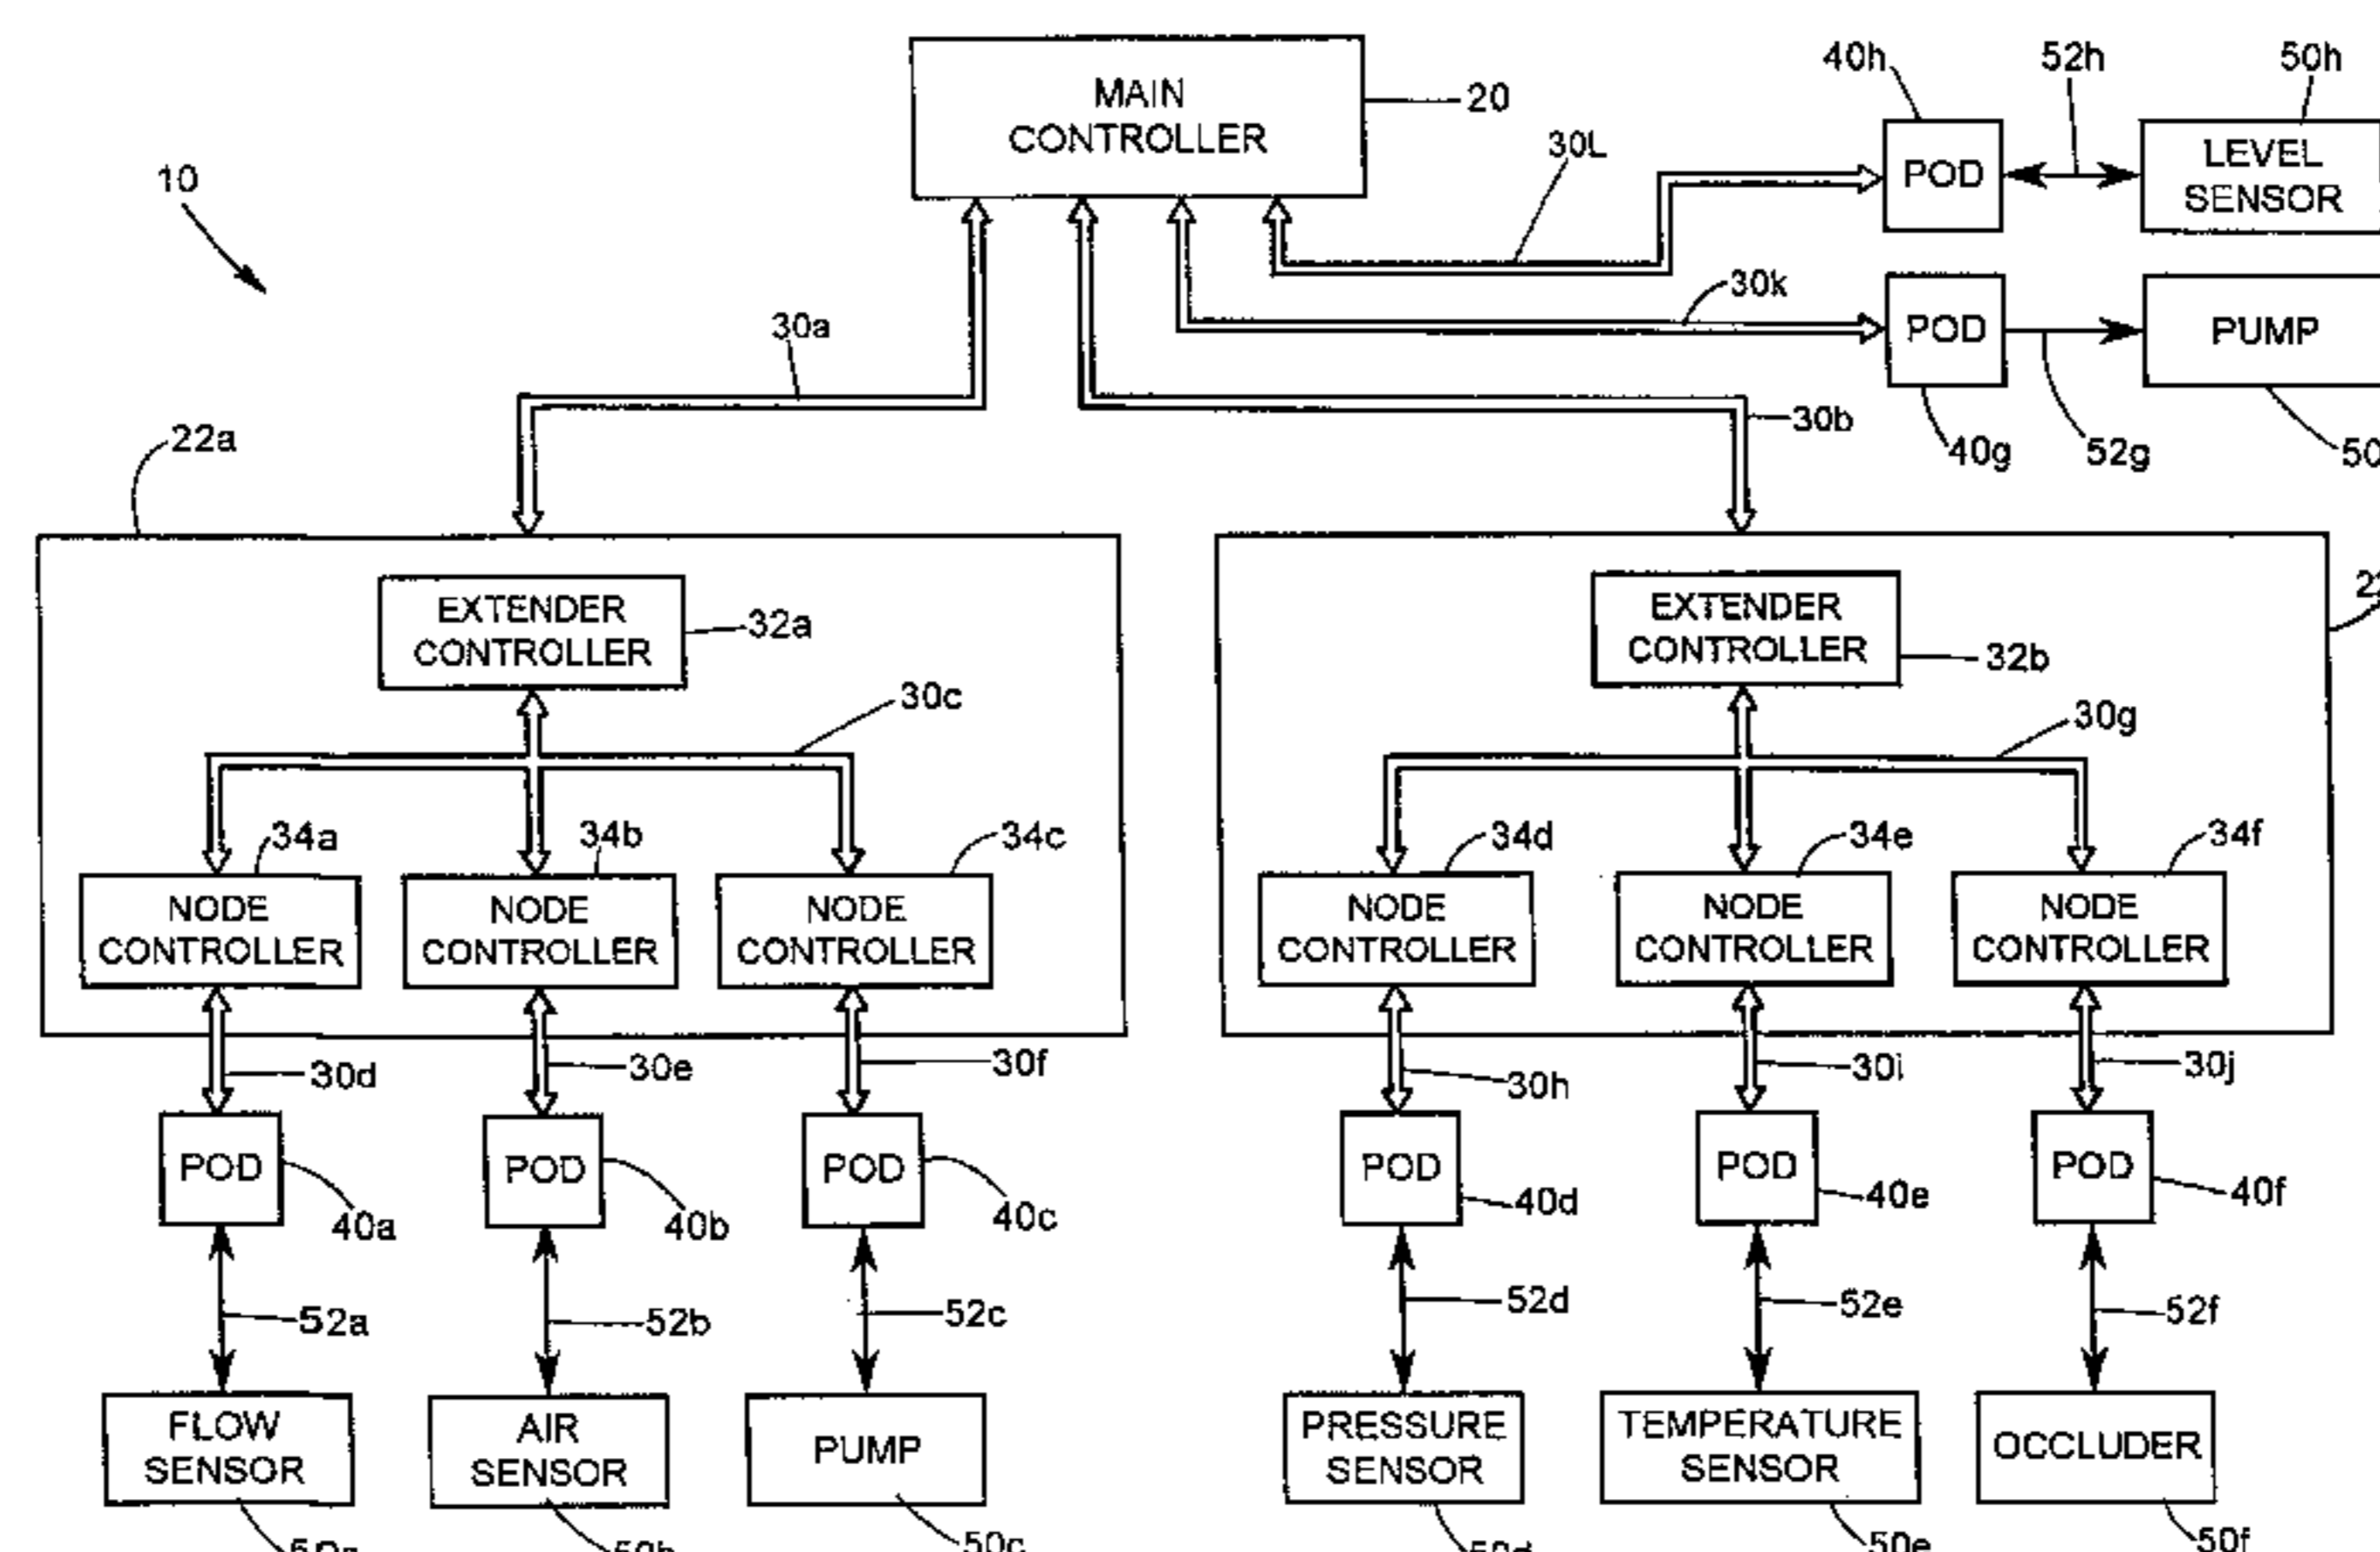 MAIN
CONTROLLER
20
40h
52h
50h
POD
LEVEL
SENSOR
30L
10
30k
POD
PUMP
30a
30b
40g
52g
22a
EXTENDER
CONTROLLER
32a
EXTENDER
CONTROLLER
32b
30c
30g
34a
34b
34c
34d
34e
34f
NODE
CONTROLLER
NODE
CONTROLLER
NODE
CONTROLLER
NODE
CONTROLLER
NODE
CONTROLLER
NODE
CONTROLLER
30d
30e
30f
30h
30i
30j
POD
POD
POD
POD
POD
POD
40a
40b
40c
40d
40e
40f
52a
52b
52c
52d
52e
52f
FLOW
SENSOR
AIR
SENSOR
PUMP
PRESSURE
SENSOR
TEMPERATURE
SENSOR
OCCLUDER
50c
50e
50f